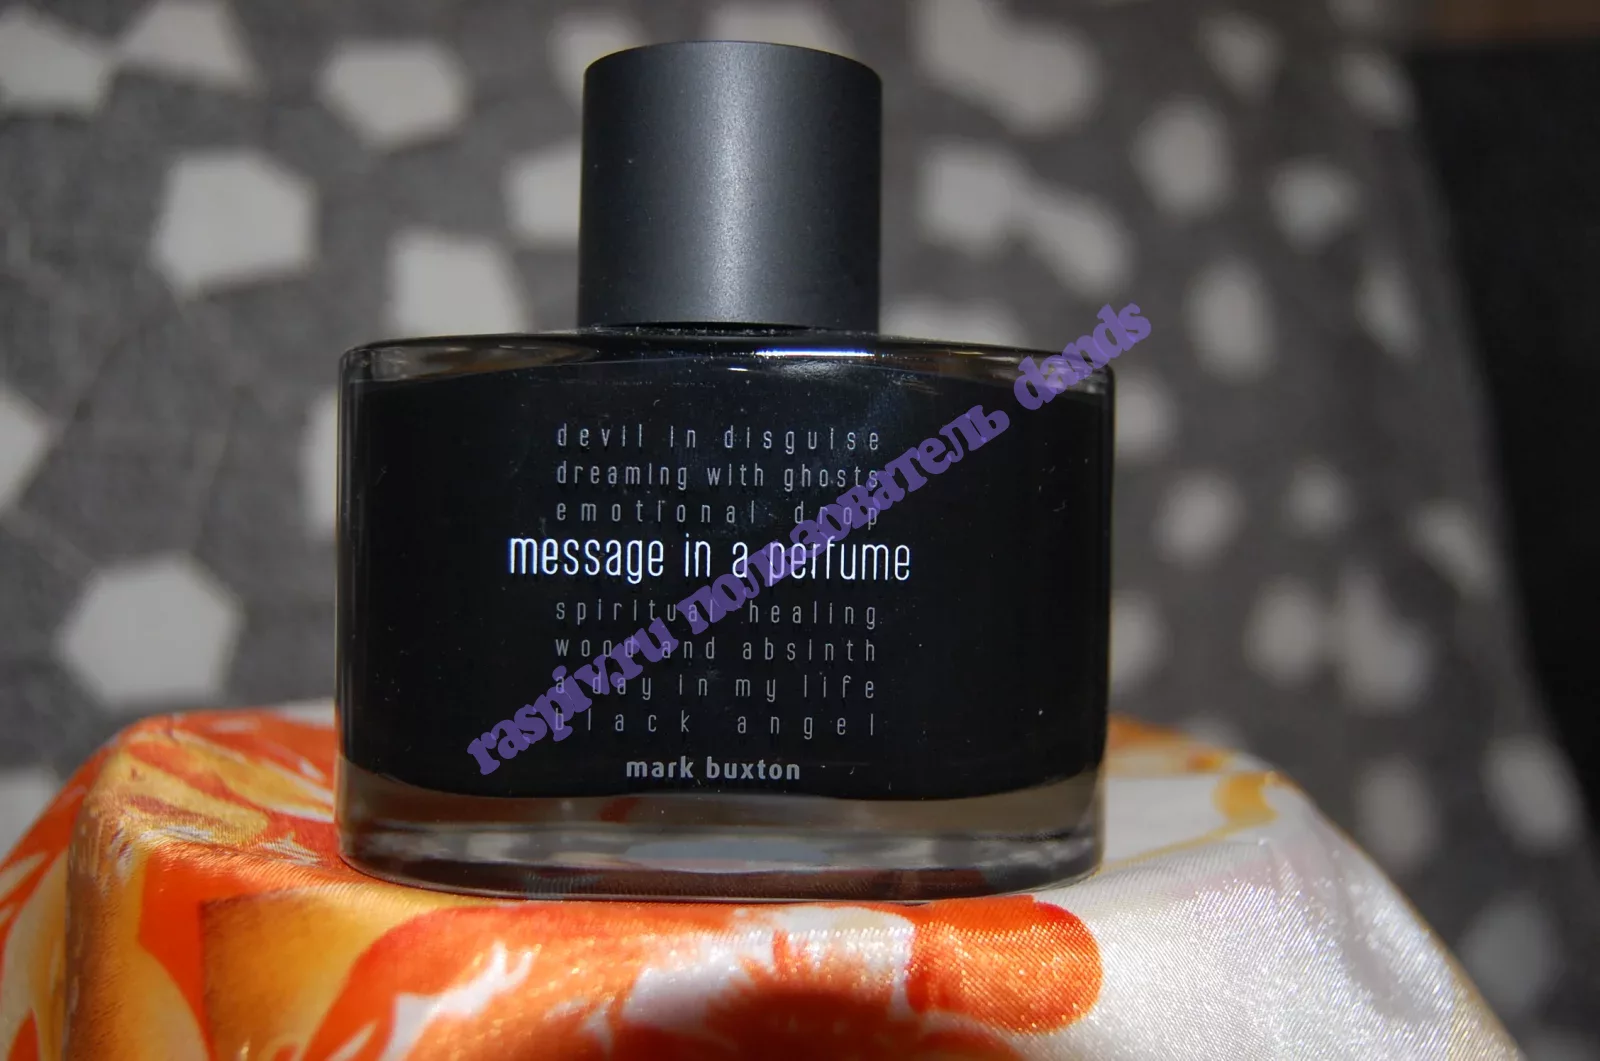 devil in disguise
dreaming with ghosts
emotional drop
message in a perfume
spiritual healing
wood and absinth
a day in my life
black angel
mark buxton
raspiv.ru пользователь dands